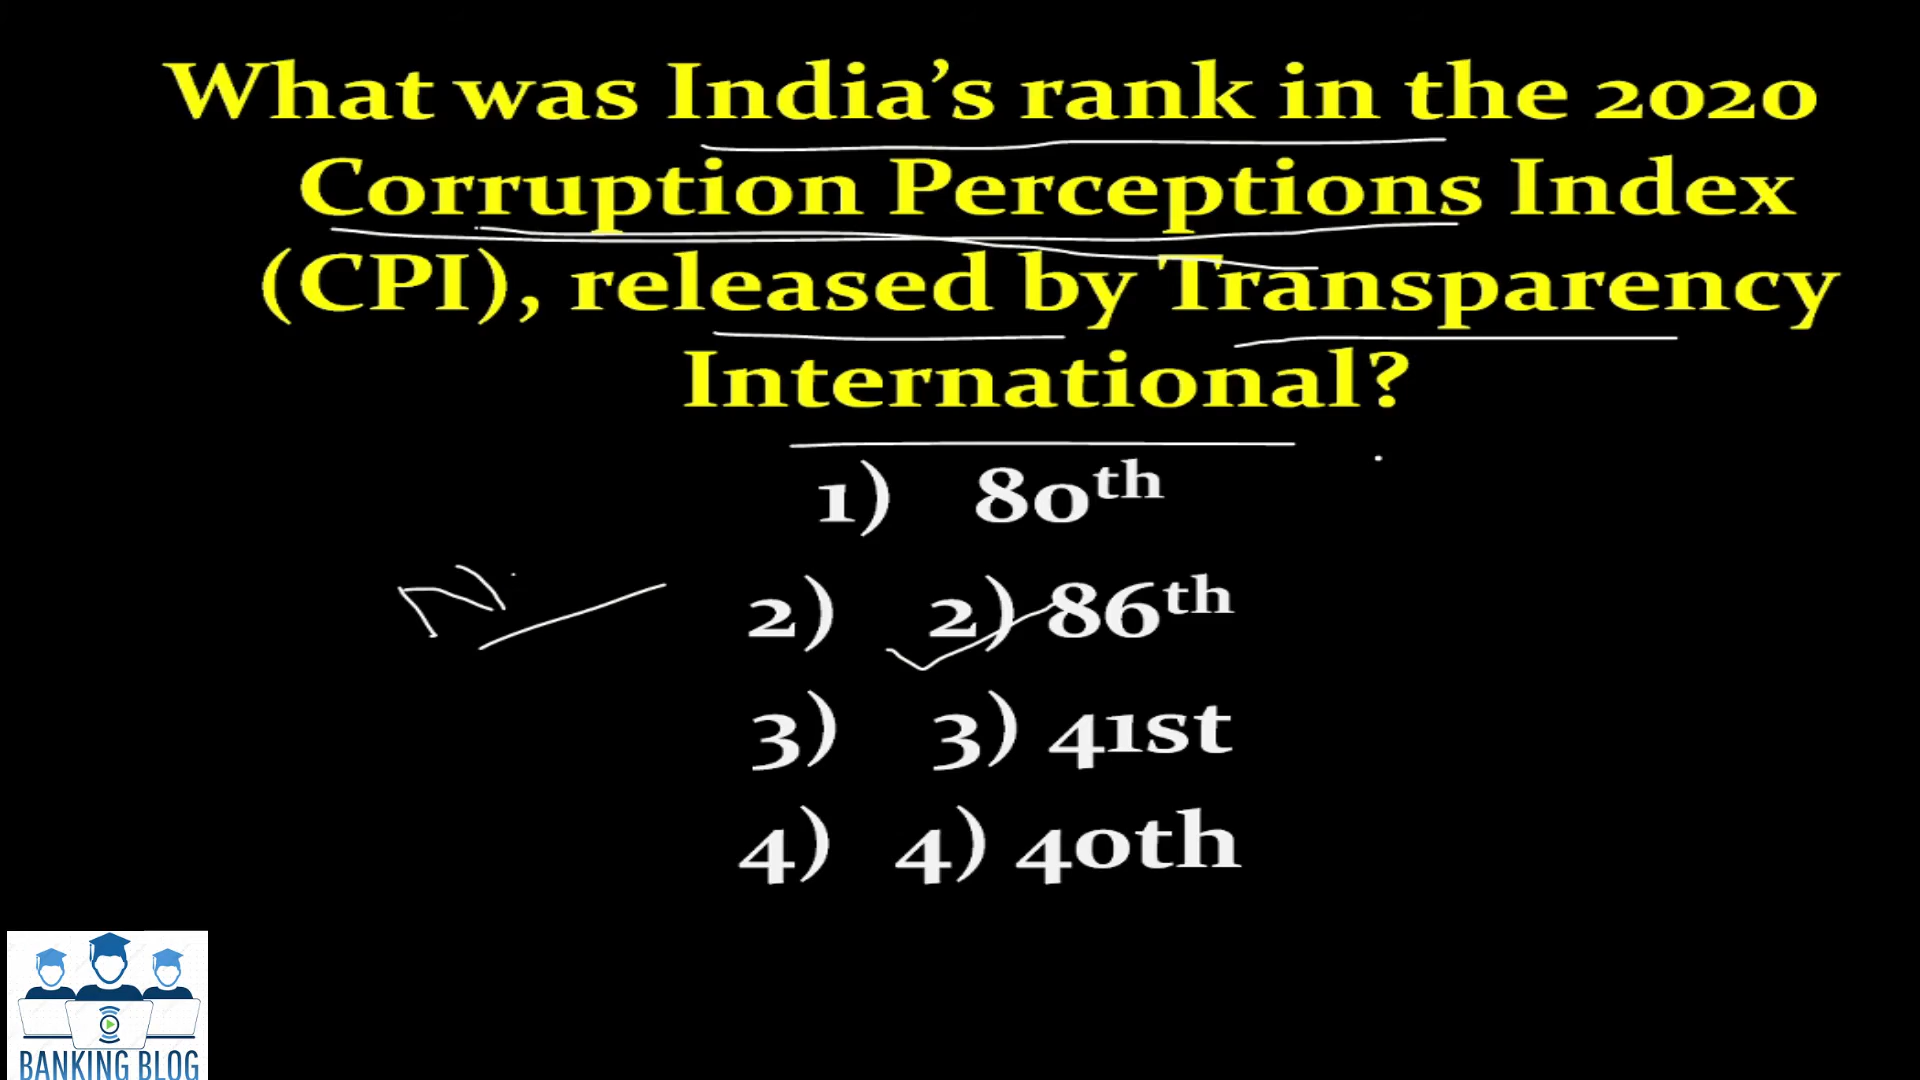 What was India's rank in the 2020
Corruption Perceptions Index
(CPI), released by Transparency
International?
1) 80th
2) 2) 86th
3) 3) 41st
4) 4) 40th
BANKING BLOG